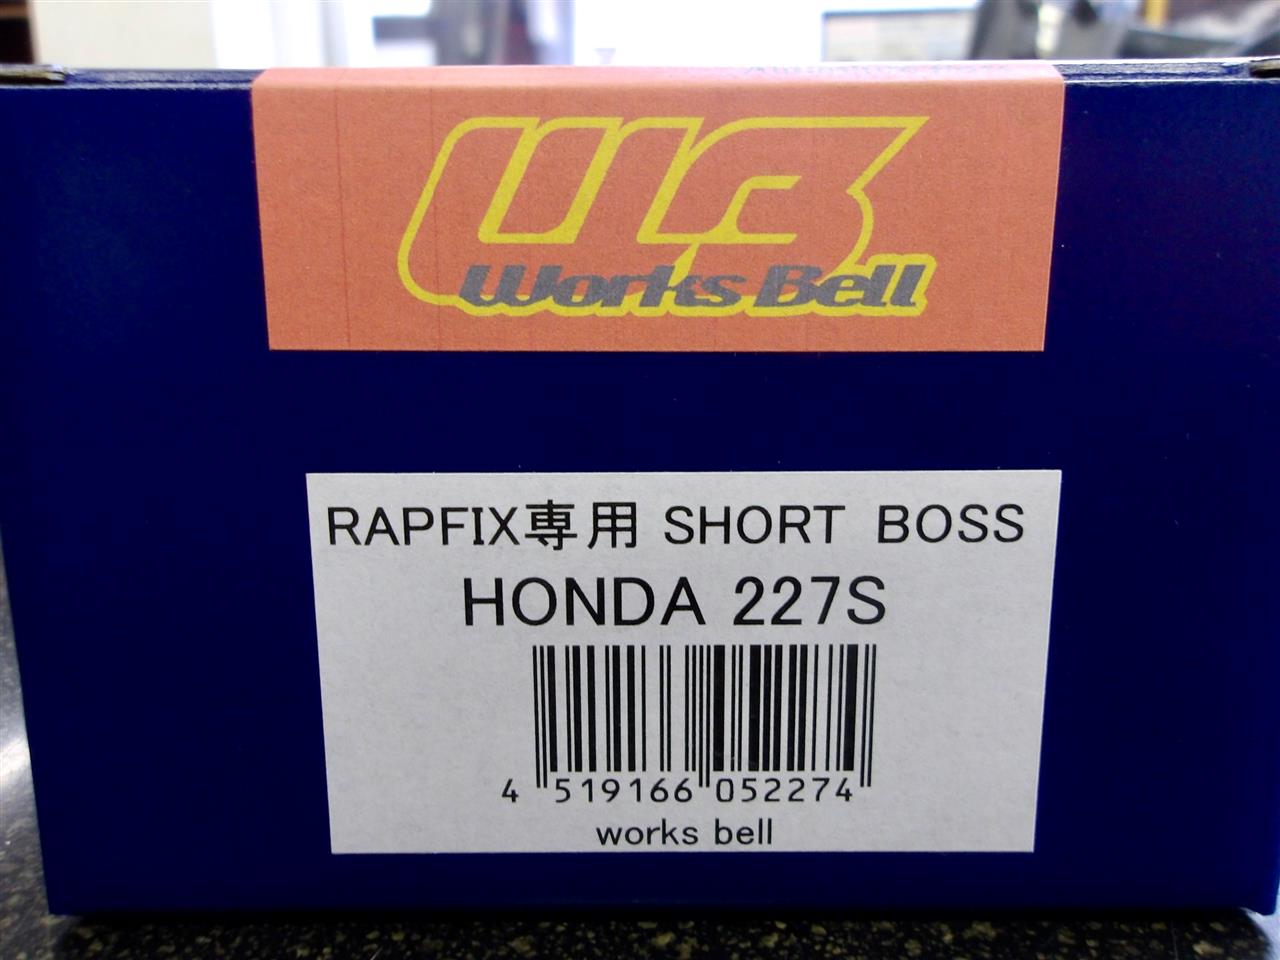 WB
Works Bell
RAPFIX専用 SHORT BOSS
HONDA 227S
4 519166 052274
works bell